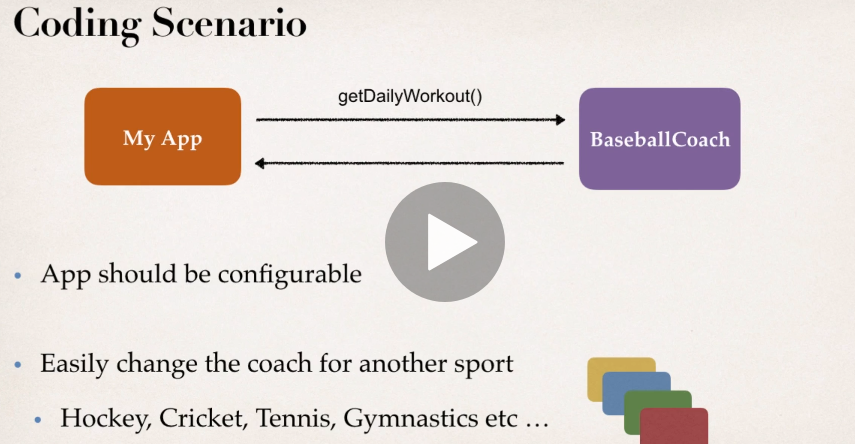 Coding Scenario
getDailyWorkout()
My App
BaseballCoach
App should be configurable
Easily change the coach for another sport
Hockey, Cricket, Tennis, Gymnastics etc …